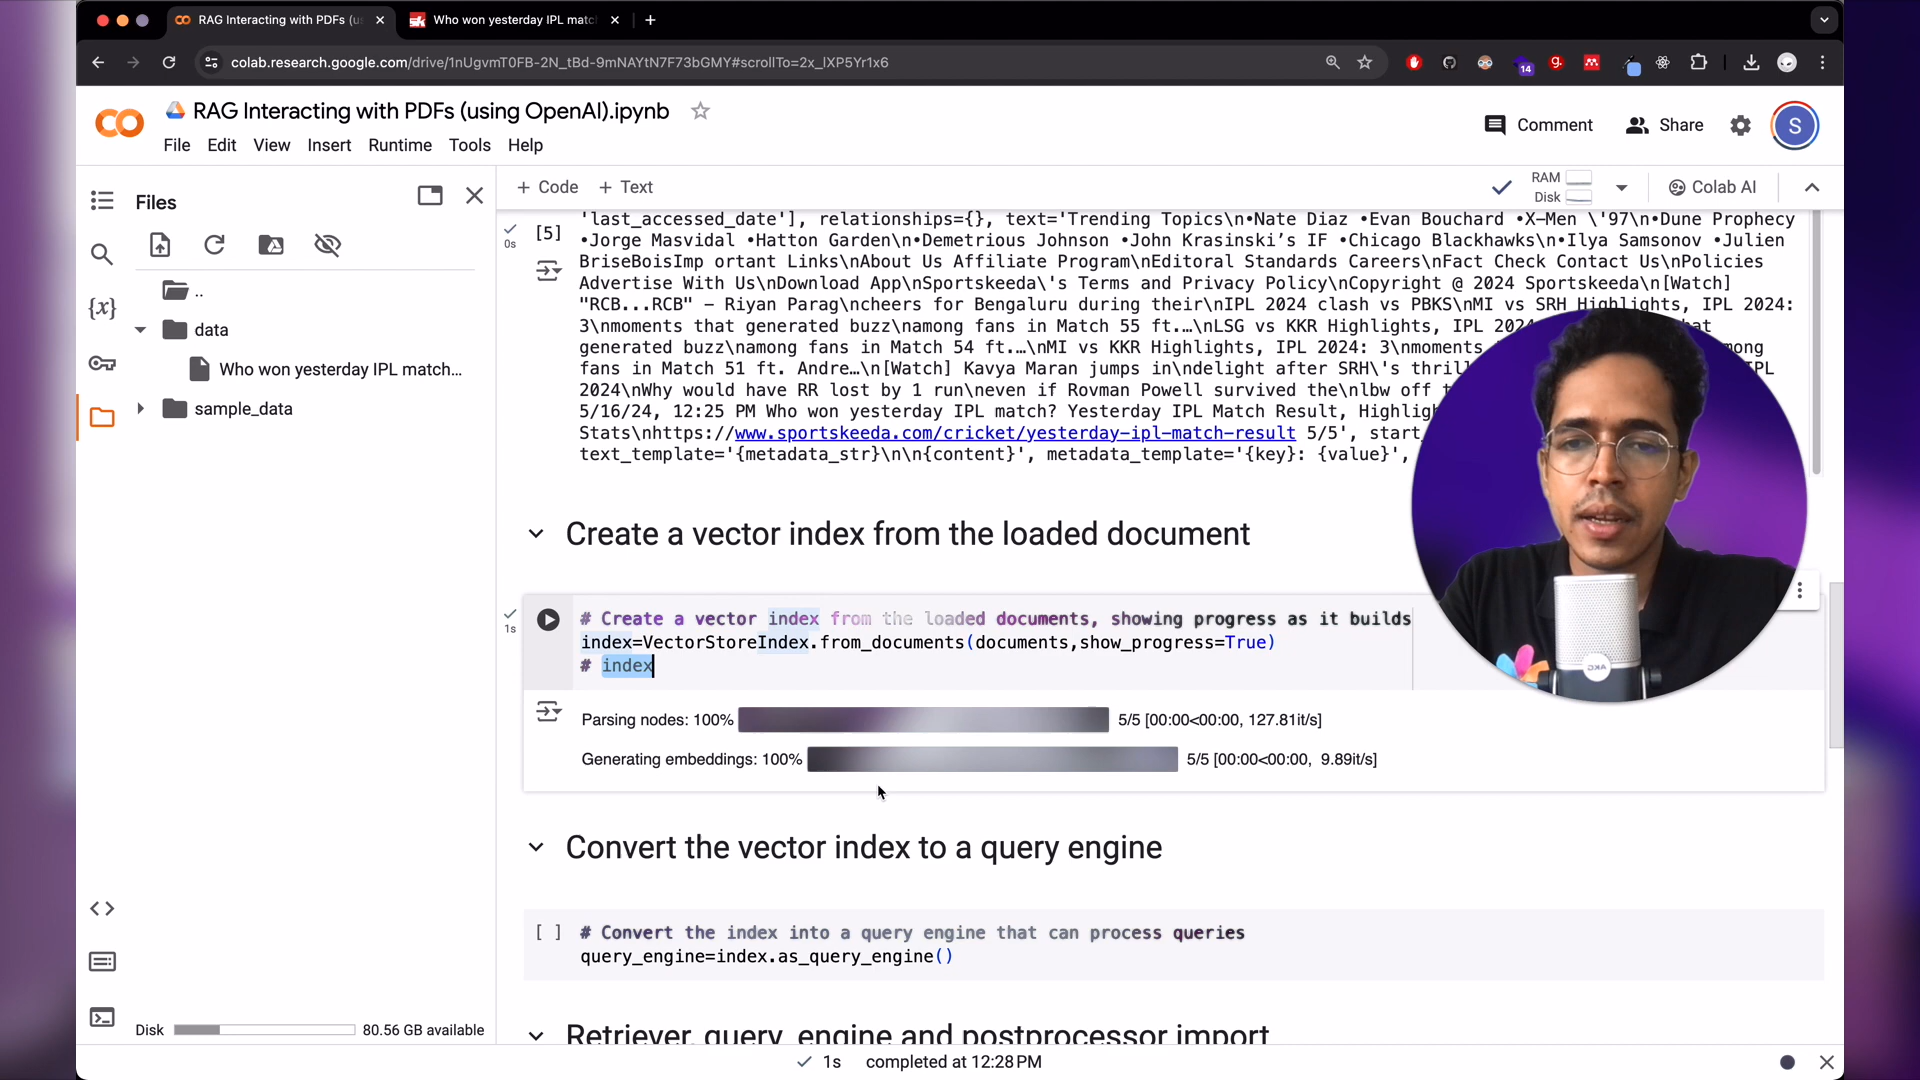 RAG Interacting with PDFs (u
Who won yesterday IPL matc
colab.research.google.com/drive/1nUgvmT0FB-2N_tBd-9mNAYtN7F73bGMY#scrollTo=2x_lXP5Yr1x6
14
RAG Interacting with PDFs (using OpenAI).ipynb
File Edit View Insert Runtime Tools Help
Comment
Share
S
Files
+ Code + Text
RAM
Disk
Colab AI
..
data
Who won yesterday IPL match...
sample_data
0s
[5]
'last_accessed_date'], relationships={}, text='Trending Topics\n•Nate Diaz •Evan Bouchard •X-Men \'97\n•Dune Prophecy
•Jorge Masvidal •Hatton Garden\n•Demetrious Johnson •John Krasinski's IF •Chicago Blackhawks\n•Ilya Samsonov •Julien
BriseBoisImp ortant Links\nAbout Us Affiliate Program\nEditoral Standards Careers\nFact Check Contact Us\nPolicies
Advertise With Us\nDownload App\nSportskeeda\'s Terms and Privacy Policy\nCopyright @ 2024 Sportskeeda\n[Watch]
"RCB...RCB" – Riyan Parag\ncheers for Bengaluru during their\nIPL 2024 clash vs PBKS\nMI vs SRH Highlights, IPL 2024:
3\nmoments that generated buzz\namong fans in Match 55 ft.…\nLSG vs KKR Highlights, IPL 202
generated buzz\namong fans in Match 54 ft.…\nMI vs KKR Highlights, IPL 2024: 3\nmoments
fans in Match 51 ft. Andre…\n[Watch] Kavya Maran jumps in\ndelight after SRH\'s thril
2024\nWhy would have RR lost by 1 run\neven if Rovman Powell survived the\nlbw off t
5/16/24, 12:25 PM Who won yesterday IPL match? Yesterday IPL Match Result, Highlig
Stats\nhttps://www.sportskeeda.com/cricket/yesterday-ipl-match-result 5/5', start
text_template='{metadata_str}\n\n{content}', metadata_template='{key}: {value}',
Create a vector index from the loaded document
1s
# Create a vector index from the loaded documents, showing progress as it builds
index=VectorStoreIndex.from_documents(documents,show_progress=True)
# index
Parsing nodes: 100% 5/5 [00:00<00:00, 127.81it/s]
Generating embeddings: 100% 5/5 [00:00<00:00, 9.89it/s]
Convert the vector index to a query engine
[ ]
# Convert the index into a query engine that can process queries
query_engine=index.as_query_engine()
Retriever, query, engine and postprocessor import
Disk
80.56 GB available
1s completed at 12:28 PM
AKG